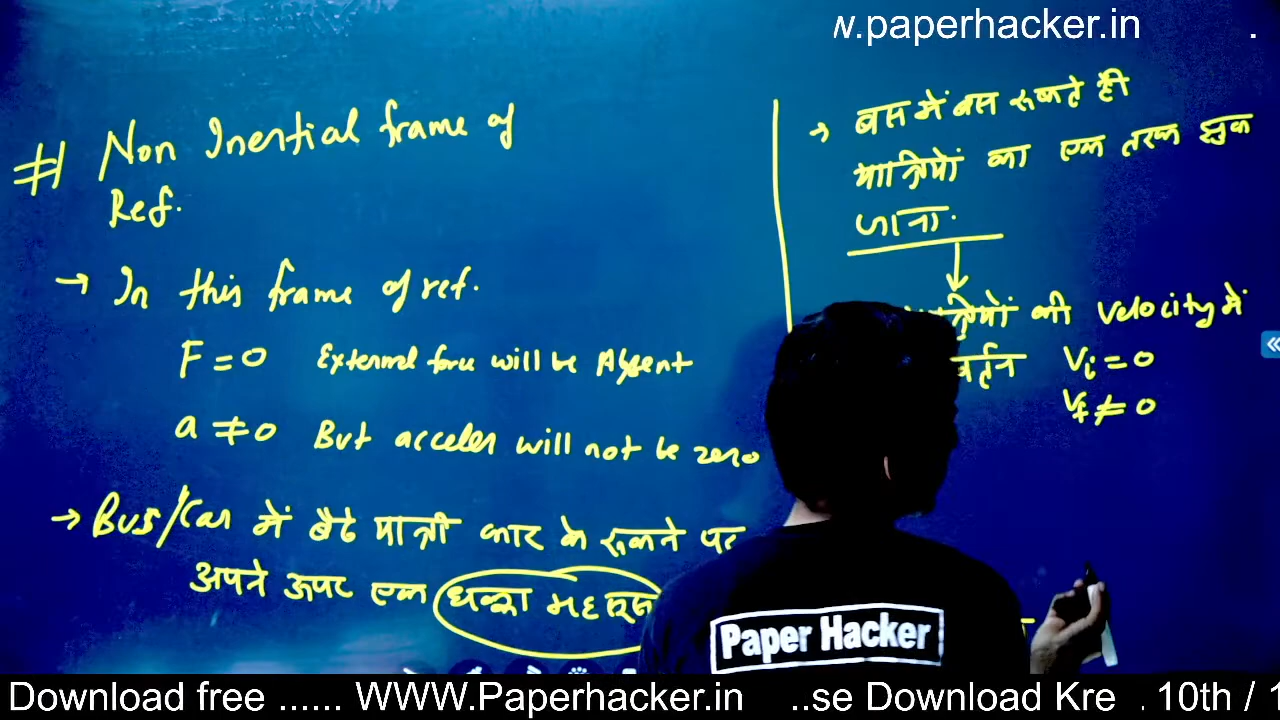 w.paperhacker.in .
# Non Inertial frame of
Ref.
→ In this frame of ref.
F = 0 External force will be Absent
a ≠ 0 But acceler will not be zero
→ Bus/Car में बैठे यात्री कार के रूकने पर
अपने ऊपर एक धक्का महसूस
→ बस में बस रूकते ही
यात्रियों का एक तरफ झुक
जाना.
की velocity में
Vi = 0
Vf ≠ 0
Paper Hacker
Download free ...... WWW.Paperhacker.in ..se Download Kre . 10th / 1